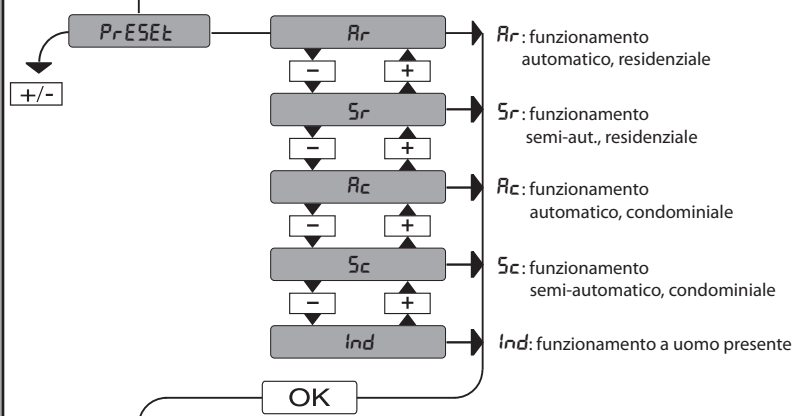 PrESEt
Ar
Ar: funzionamento
automatico, residenziale
+/-
-
+
Sr
Sr: funzionamento
semi-aut., residenziale
-
+
Ac
Ac: funzionamento
automatico, condominiale
-
+
Sc
Sc: funzionamento
semi-automatico, condominiale
-
+
Ind
Ind: funzionamento a uomo presente
OK